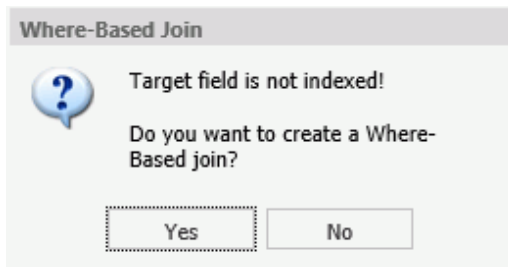 Where-Based Join
Target field is not indexed!
Do you want to create a Where-
Based join?
Yes
No